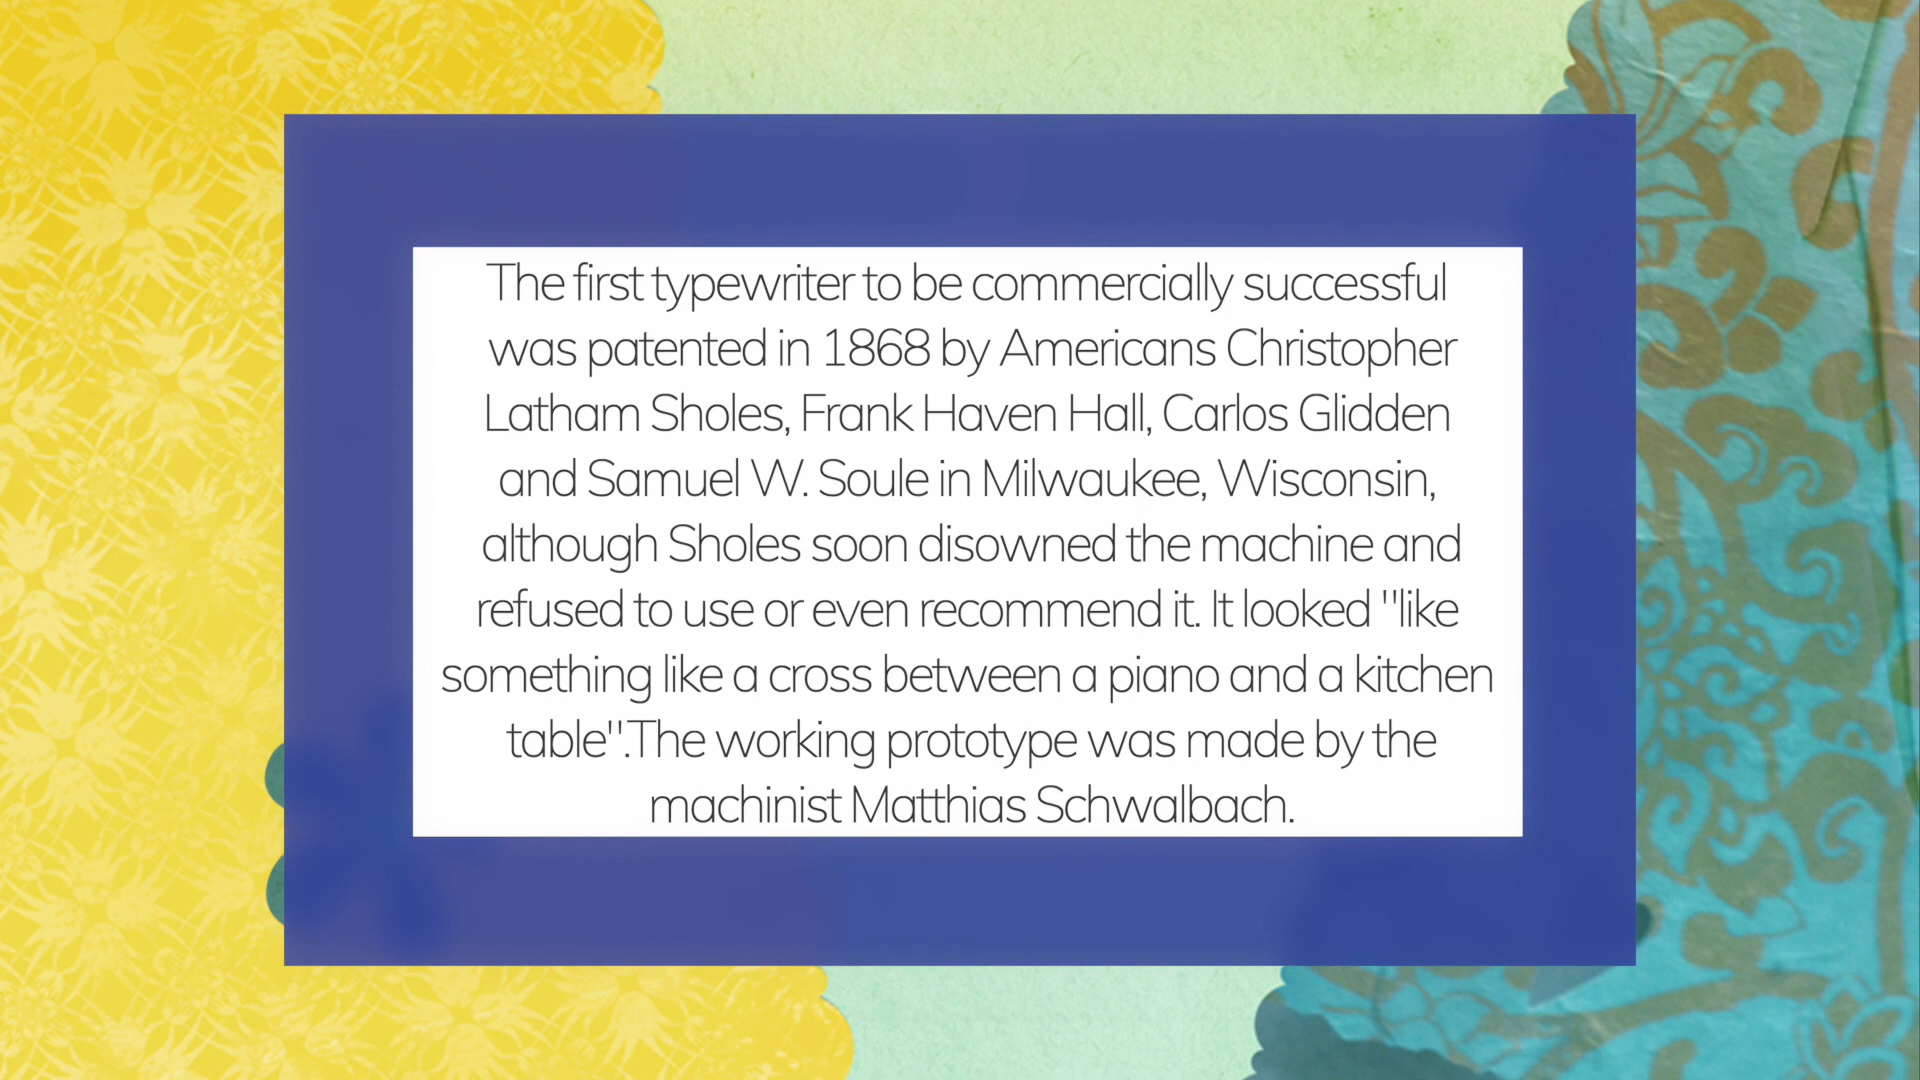 The first typewriter to be commercially successful
was patented in 1868 by Americans Christopher
Latham Sholes, Frank Haven Hall, Carlos Glidden
and Samuel W. Soule in Milwaukee, Wisconsin,
although Sholes soon disowned the machine and
refused to use or even recommend it. It looked "like
something like a cross between a piano and a kitchen
table".The working prototype was made by the
machinist Matthias Schwalbach.